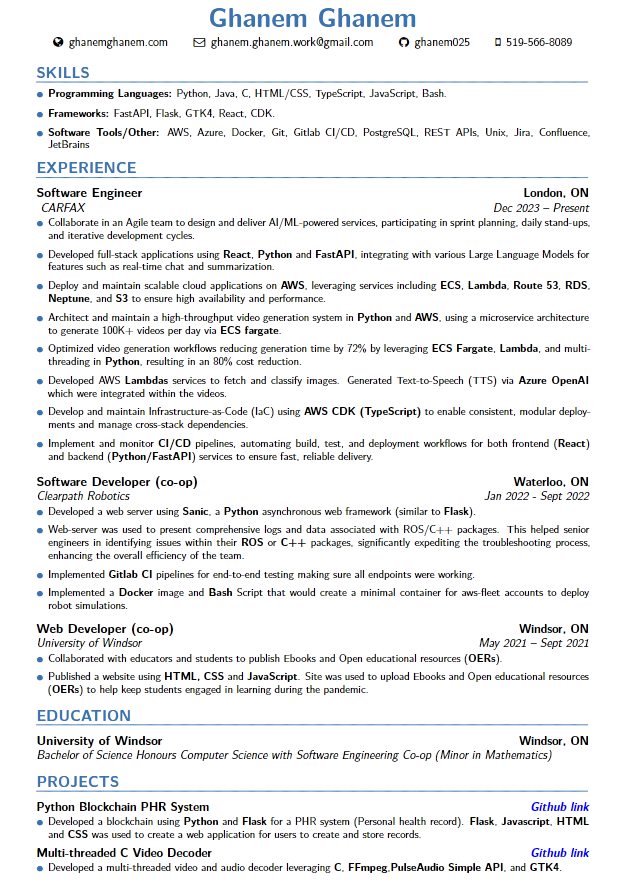 Ghanem Ghanem
ghanemghanem.com ghanem.ghanem.work@gmail.com ghanem025 519-566-8089
SKILLS
• Programming Languages: Python, Java, C, HTML/CSS, TypeScript, JavaScript, Bash.
• Frameworks: FastAPI, Flask, GTK4, React, CDK.
• Software Tools/Other: AWS, Azure, Docker, Git, Gitlab CI/CD, PostgreSQL, REST APIs, Unix, Jira, Confluence,
JetBrains
EXPERIENCE
Software Engineer London, ON
CARFAX Dec 2023 – Present
• Collaborate in an Agile team to design and deliver AI/ML-powered services, participating in sprint planning, daily stand-ups,
and iterative development cycles.
• Developed full-stack applications using React, Python and FastAPI, integrating with various Large Language Models for
features such as real-time chat and summarization.
• Deploy and maintain scalable cloud applications on AWS, leveraging services including ECS, Lambda, Route 53, RDS,
Neptune, and S3 to ensure high availability and performance.
• Architect and maintain a high-throughput video generation system in Python and AWS, using a microservice architecture
to generate 100K+ videos per day via ECS fargate.
• Optimized video generation workflows reducing generation time by 72% by leveraging ECS Fargate, Lambda, and multi-
threading in Python, resulting in an 80% cost reduction.
• Developed AWS Lambdas services to fetch and classify images. Generated Text-to-Speech (TTS) via Azure OpenAI
which were integrated within the videos.
• Develop and maintain Infrastructure-as-Code (IaC) using AWS CDK (TypeScript) to enable consistent, modular deploy-
ments and manage cross-stack dependencies.
• Implement and monitor CI/CD pipelines, automating build, test, and deployment workflows for both frontend (React)
and backend (Python/FastAPI) services to ensure fast, reliable delivery.
Software Developer (co-op) Waterloo, ON
Clearpath Robotics Jan 2022 - Sept 2022
• Developed a web server using Sanic, a Python asynchronous web framework (similar to Flask).
• Web-server was used to present comprehensive logs and data associated with ROS/C++ packages. This helped senior
engineers in identifying issues within their ROS or C++ packages, significantly expediting the troubleshooting process,
enhancing the overall efficiency of the team.
• Implemented Gitlab CI pipelines for end-to-end testing making sure all endpoints were working.
• Implemented a Docker image and Bash Script that would create a minimal container for aws-fleet accounts to deploy
robot simulations.
Web Developer (co-op) Windsor, ON
University of Windsor May 2021 – Sept 2021
• Collaborated with educators and students to publish Ebooks and Open educational resources (OERs).
• Published a website using HTML, CSS and JavaScript. Site was used to upload Ebooks and Open educational resources
(OERs) to help keep students engaged in learning during the pandemic.
EDUCATION
University of Windsor Windsor, ON
Bachelor of Science Honours Computer Science with Software Engineering Co-op (Minor in Mathematics)
PROJECTS
Python Blockchain PHR System Github link
• Developed a blockchain using Python and Flask for a PHR system (Personal health record). Flask, Javascript, HTML
and CSS was used to create a web application for users to create and store records.
Multi-threaded C Video Decoder Github link
• Developed a multi-threaded video and audio decoder leveraging C, FFmpeg,PulseAudio Simple API, and GTK4.